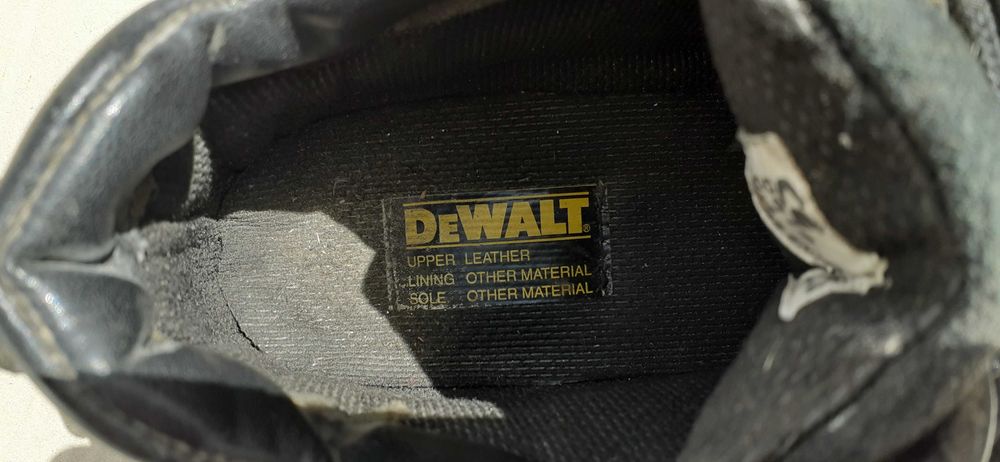 DEWALT®
UPPER LEATHER
LINING OTHER MATERIAL
SOLE OTHER MATERIAL